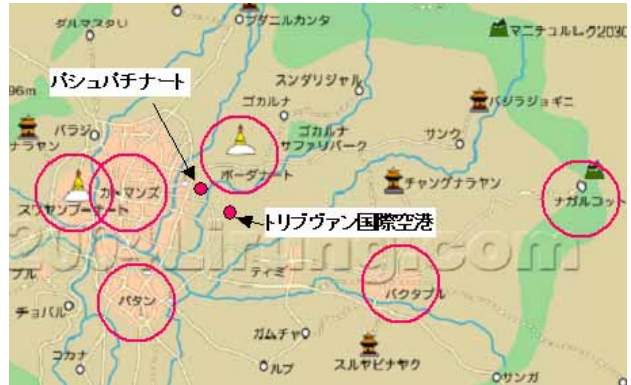 ダルマスタリ
ブダニルカンタ
マニチュルレク2030
パシュパチナート
スンダリジャル
96m
ゴカルナ
バジラジョギニ
バラジ
ナラヤン
ゴカルナ
サファリパーク
サンク
ボーダナート
カトマンズ
チャングナラヤン
スワヤンブーナート
ナガルコット
トリブヴァン国際空港
プル
ティミ
パタン
バクタプル
チョバル
ガムチャ
コカナ
ルブ
スルヤビナヤク
サンガ